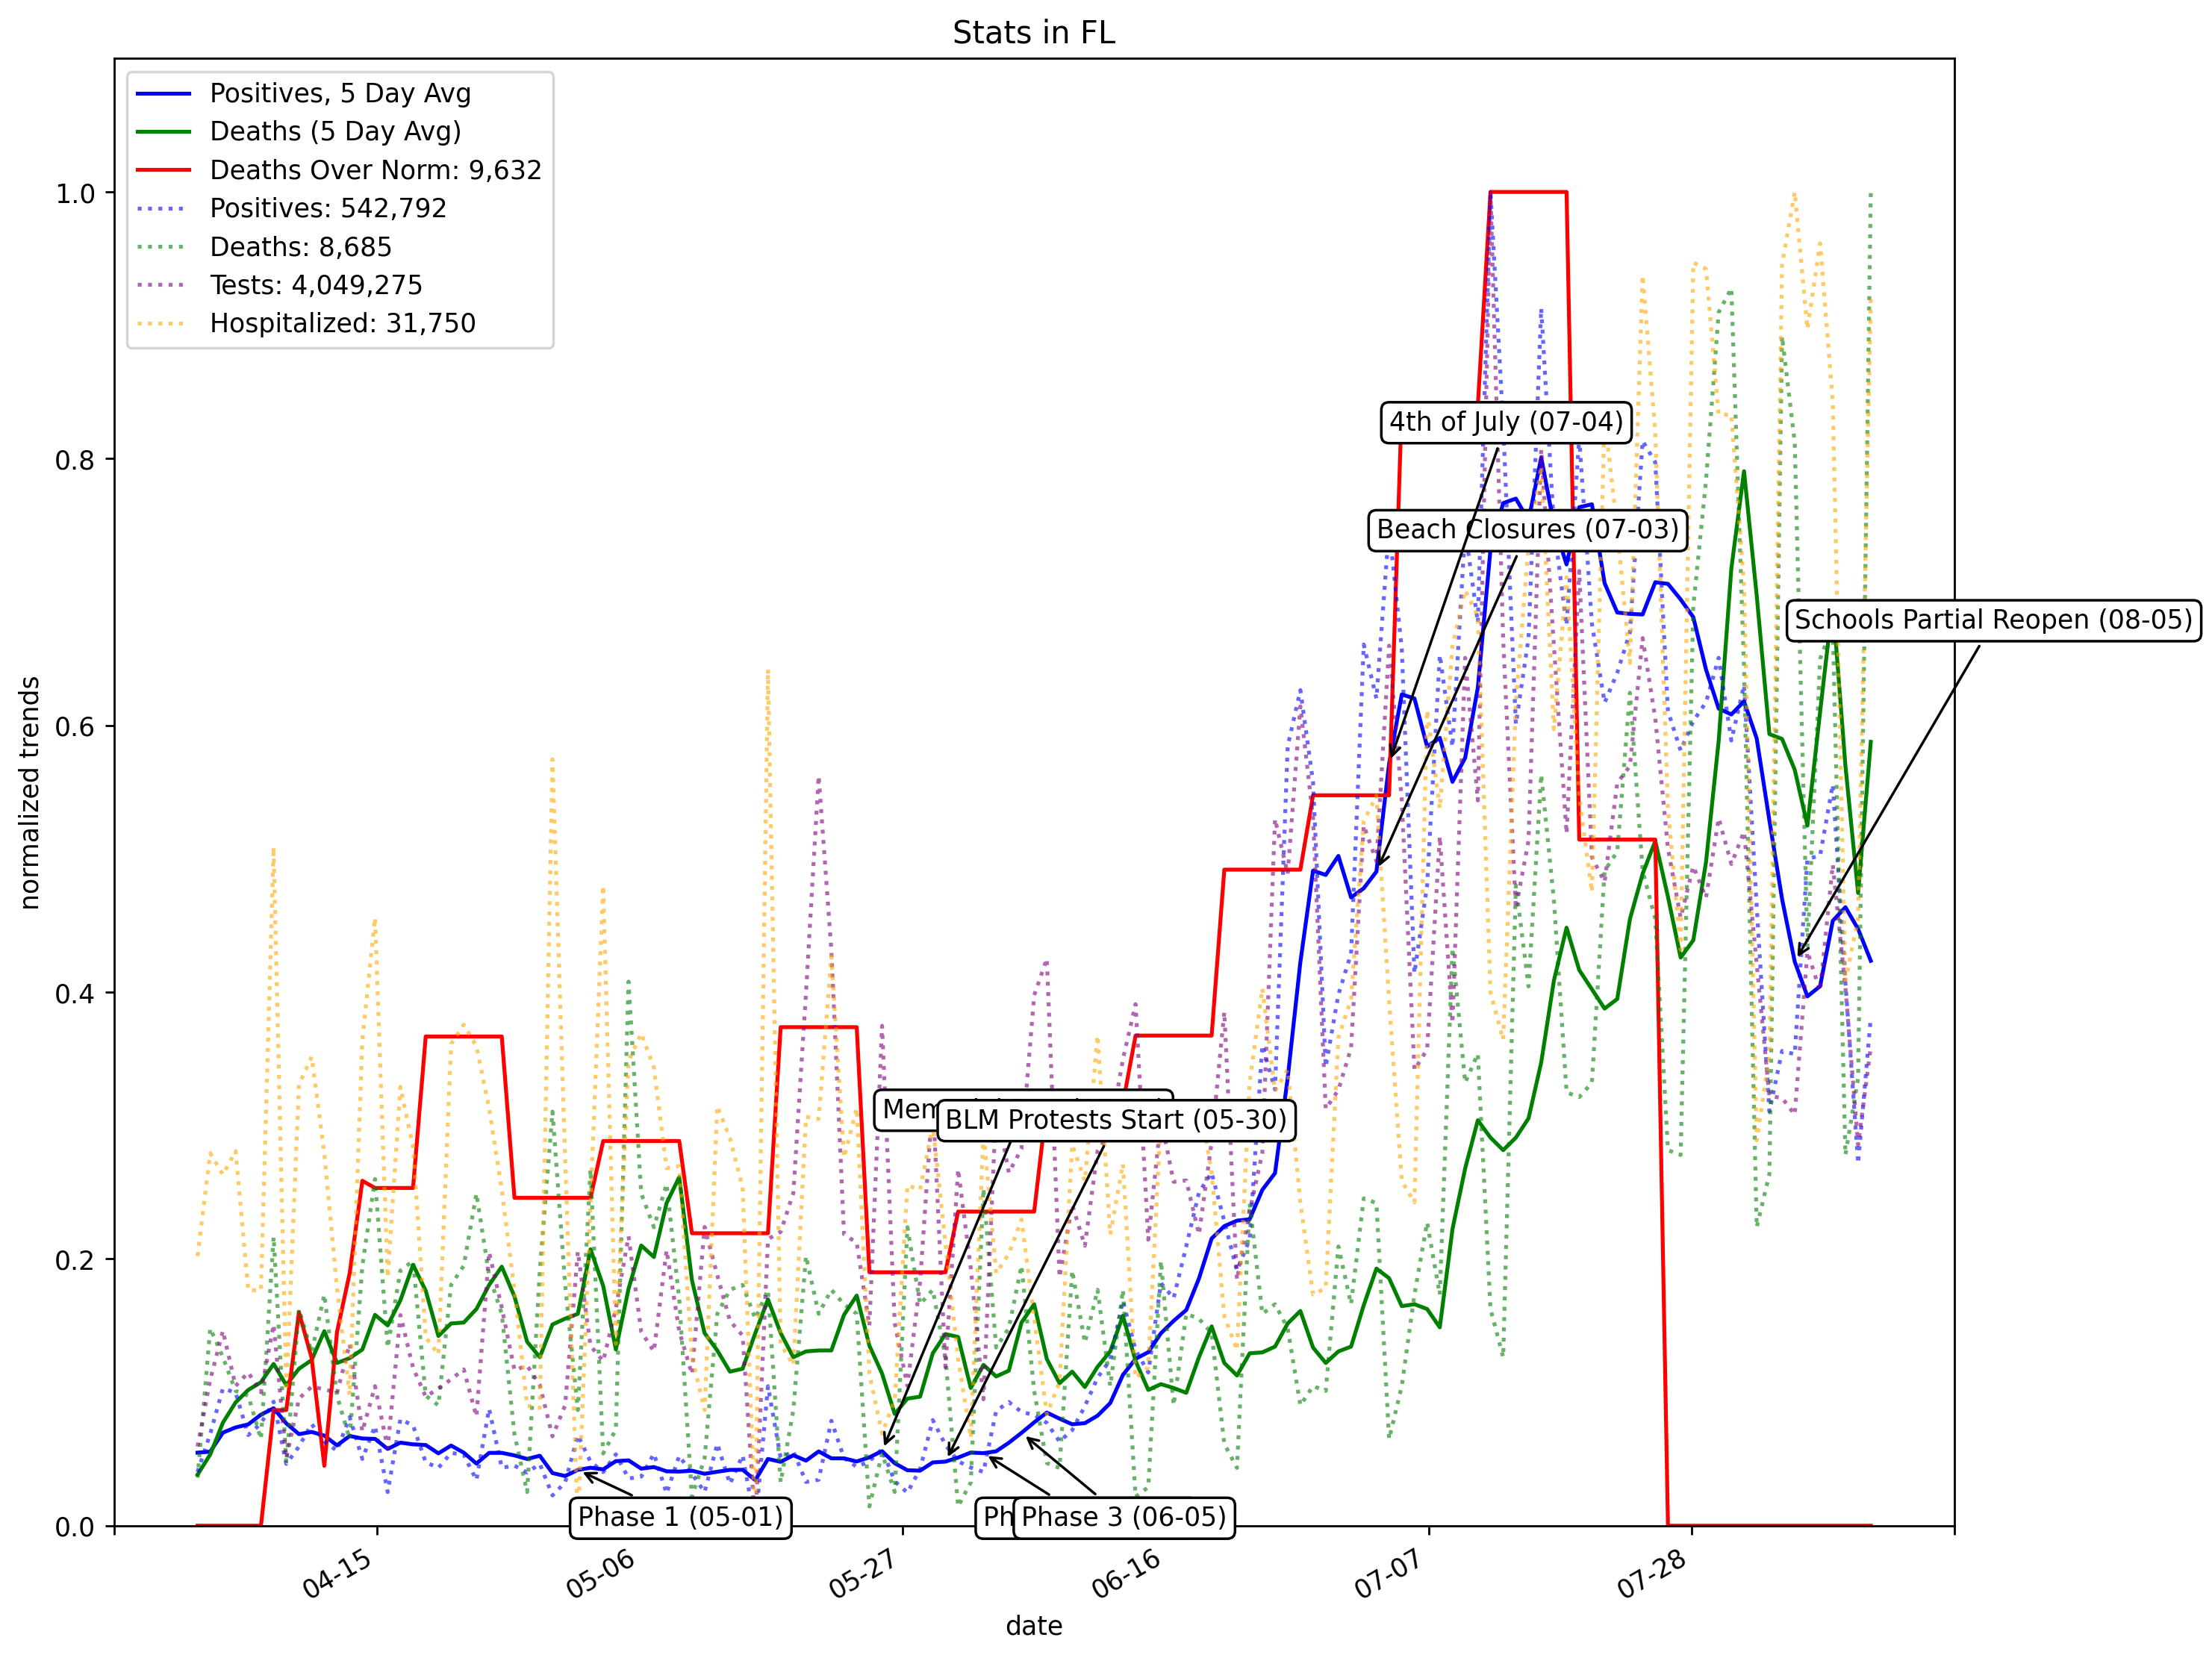 Stats in FL
Positives, 5 Day Avg
Deaths (5 Day Avg)
Deaths Over Norm: 9,632
Positives: 542,792
Deaths: 8,685
Tests: 4,049,275
Hospitalized: 31,750
normalized trends
1.0
0.8
0.6
0.4
0.2
0.0
4th of July (07-04)
Beach Closures (07-03)
Schools Partial Reopen (08-05)
BLM Protests Start (05-30)
Phase 1 (05-01)
Phase 3 (06-05)
04-15
05-06
05-27
06-16
07-07
07-28
date